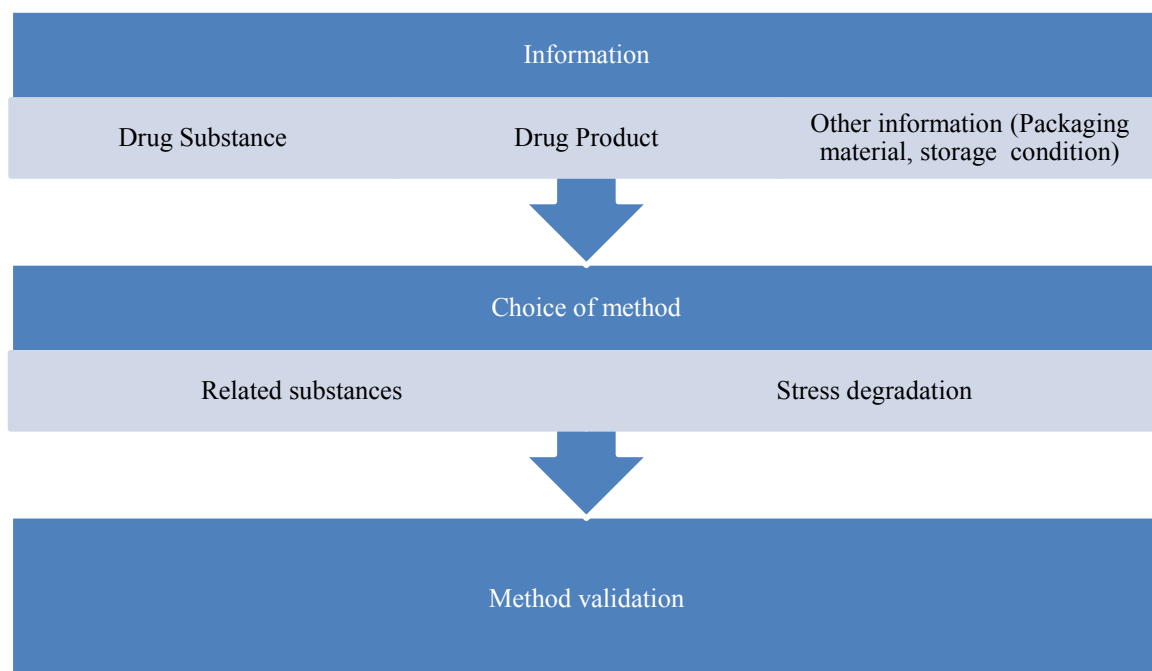 Information
Drug Substance
Drug Product
Other information (Packaging
material, storage condition)
Choice of method
Related substances
Stress degradation
Method validation